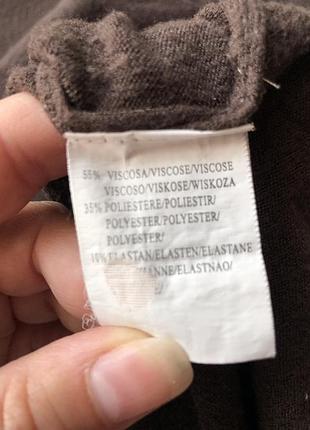 55% VISCOSA/VISCOSE/VISCOSE
VISCOSO/VISKOSE/WISKOZA
35% POLIESTERE/POLIESTIR/
POLYESTER/POLYESTER/
POLYESTER/
10% ELASTAN/ELASTEN/ELASTANE
ELASTNAO/